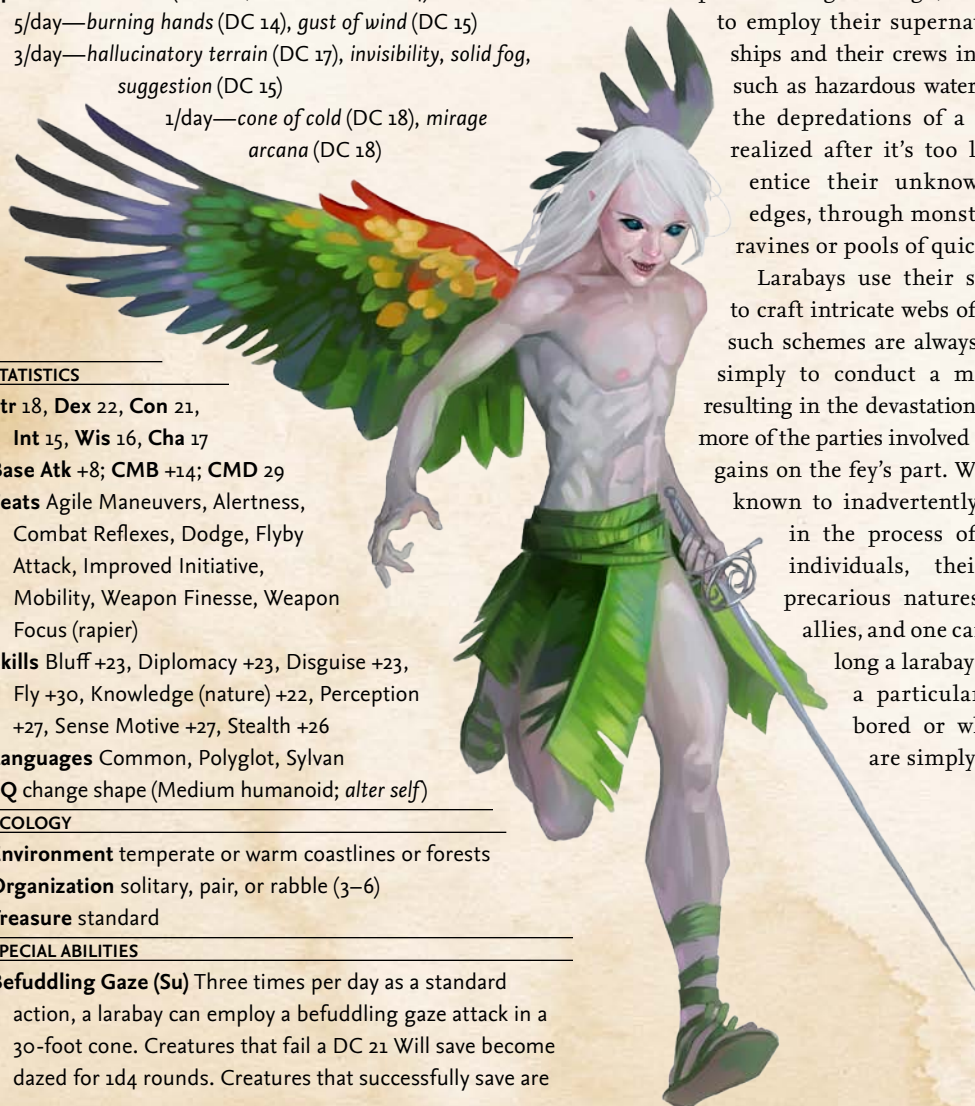 5/day—burning hands (DC 14), gust of wind (DC 15)
3/day—hallucinatory terrain (DC 17), invisibility, solid fog,
suggestion (DC 15)
1/day—cone of cold (DC 18), mirage
arcana (DC 18)
TATISTICS
tr 18, Dex 22, Con 21,
Int 15, Wis 16, Cha 17
Base Atk +8; CMB +14; CMD 29
eats Agile Maneuvers, Alertness,
Combat Reflexes, Dodge, Flyby
Attack, Improved Initiative,
Mobility, Weapon Finesse, Weapon
Focus (rapier)
kills Bluff +23, Diplomacy +23, Disguise +23,
Fly +30, Knowledge (nature) +22, Perception
+27, Sense Motive +27, Stealth +26
anguages Common, Polyglot, Sylvan
Q change shape (Medium humanoid; alter self)
COLOGY
Environment temperate or warm coastlines or forests
Organization solitary, pair, or rabble (3–6)
reasure standard
PECIAL ABILITIES
Befuddling Gaze (Su) Three times per day as a standard
action, a larabay can employ a befuddling gaze attack in a
30-foot cone. Creatures that fail a DC 21 Will save become
dazed for 1d4 rounds. Creatures that successfully save are
to employ their superna
ships and their crews in
such as hazardous water
the depredations of a
realized after it's too l
entice their unknow
edges, through monst
ravines or pools of quic
Larabays use their s
to craft intricate webs of
such schemes are always
simply to conduct a m
resulting in the devastation
more of the parties involved
gains on the fey's part. W
known to inadvertently
in the process of
individuals, thei
precarious natures
allies, and one ca
long a larabay
a particular
bored or w
are simply